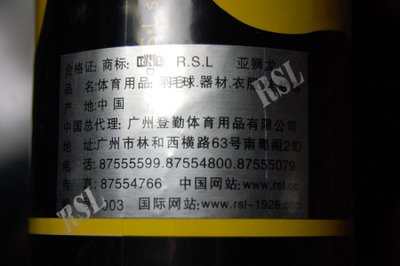 RSL
合格证: 商标: R.S.L 亚狮龙
品名: 体育用品: 羽毛球.器材.衣
产地: 中国
中国总代理: 广州登勤体育用品有限公司
地址: 广州市林和西横路63号南粤阁21D
电话: 87555599.87554800.87555079
传真: 87554766 中国网站: www.rsl.co
003 国际网站: www.rsl-1928.com
RSL
RSL